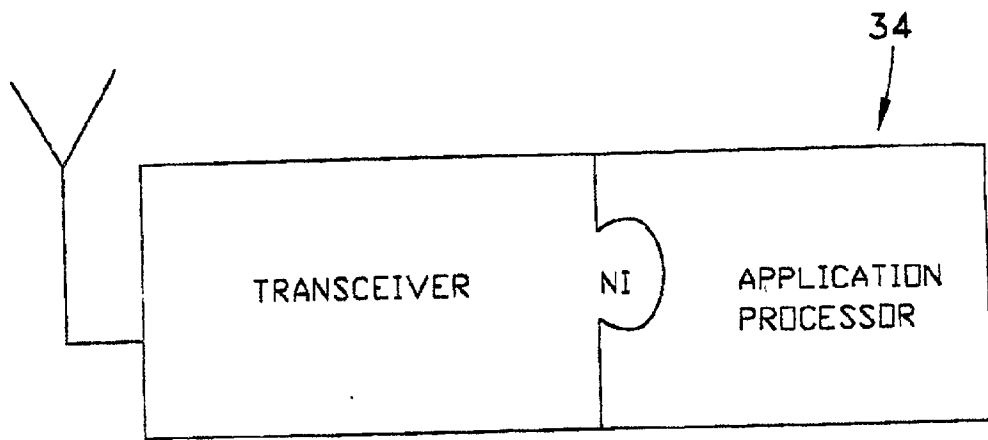 34
TRANSCEIVER
NI
APPLICATION
PROCESSOR